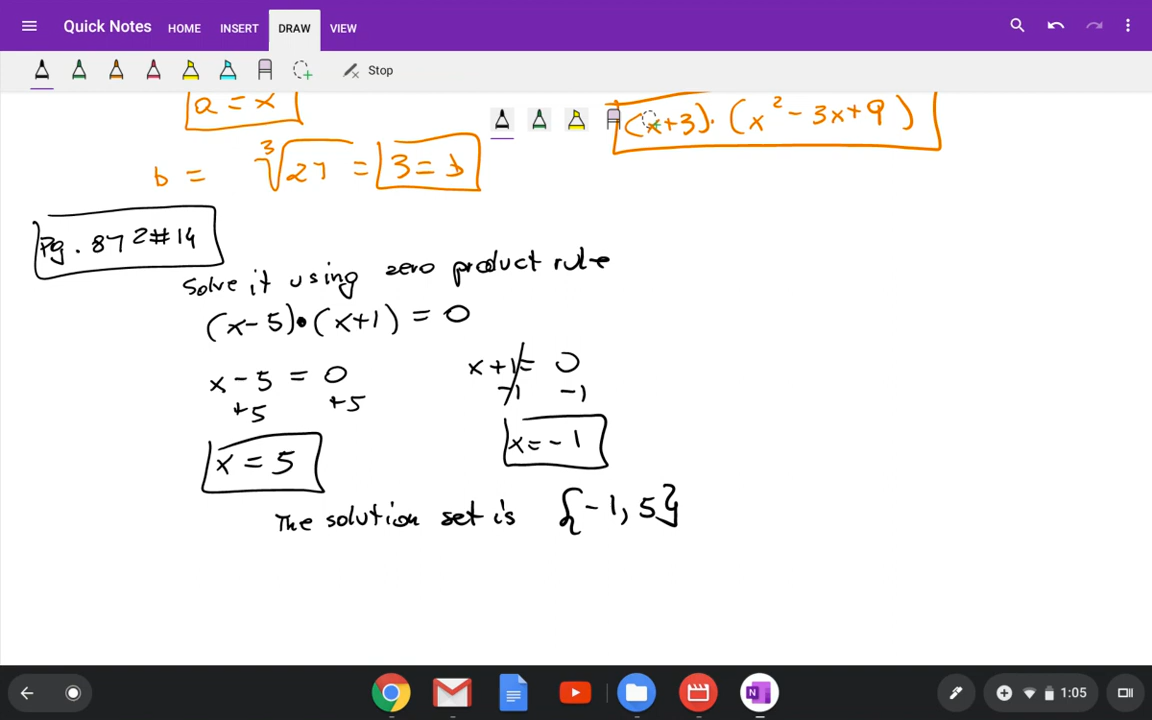 Quick Notes HOME INSERT DRAW VIEW
Stop
a = x
(x+3)·(x² - 3x+9)
b = ∛27 = 3 = b
Pg. 872#14
Solve it using zero product rule
(x-5)•(x+1) = 0
x - 5 = 0 x+1= 0
+5 +5 -1 -1
x = 5 x= -1
The solution set is {-1, 5}
N
1:05